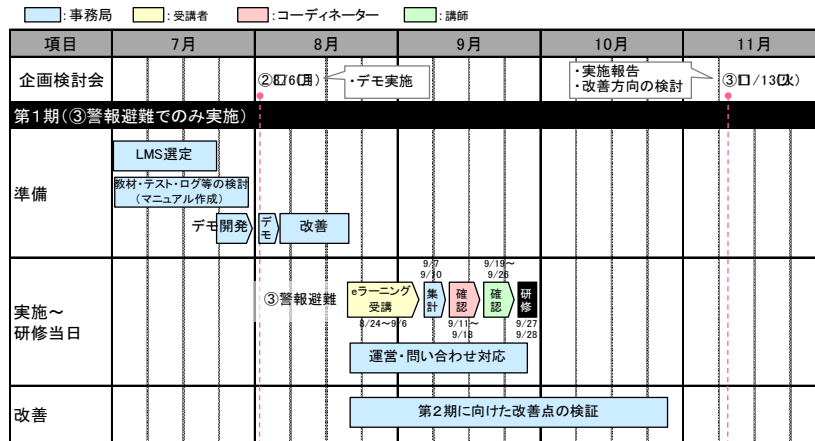 :事務局 :受講者 :コーディネーター :講師
項目 7月 8月 9月 10月 11月
企画検討会
②8/6(月)
・デモ実施
・実施報告
・改善方向の検討
③11/13(火)
第1期(③警報避難でのみ実施)
準備
LMS選定
教材・テスト・ログ等の検討
(マニュアル作成)
デモ開発
デモ
改善
実施～
研修当日
③警報避難
eラーニング
受講
8/24～9/6
9/7
9/10
集計
確認
9/11～
9/18
9/19～
9/26
確認
研修
9/27
9/28
運営・問い合わせ対応
改善
第2期に向けた改善点の検証